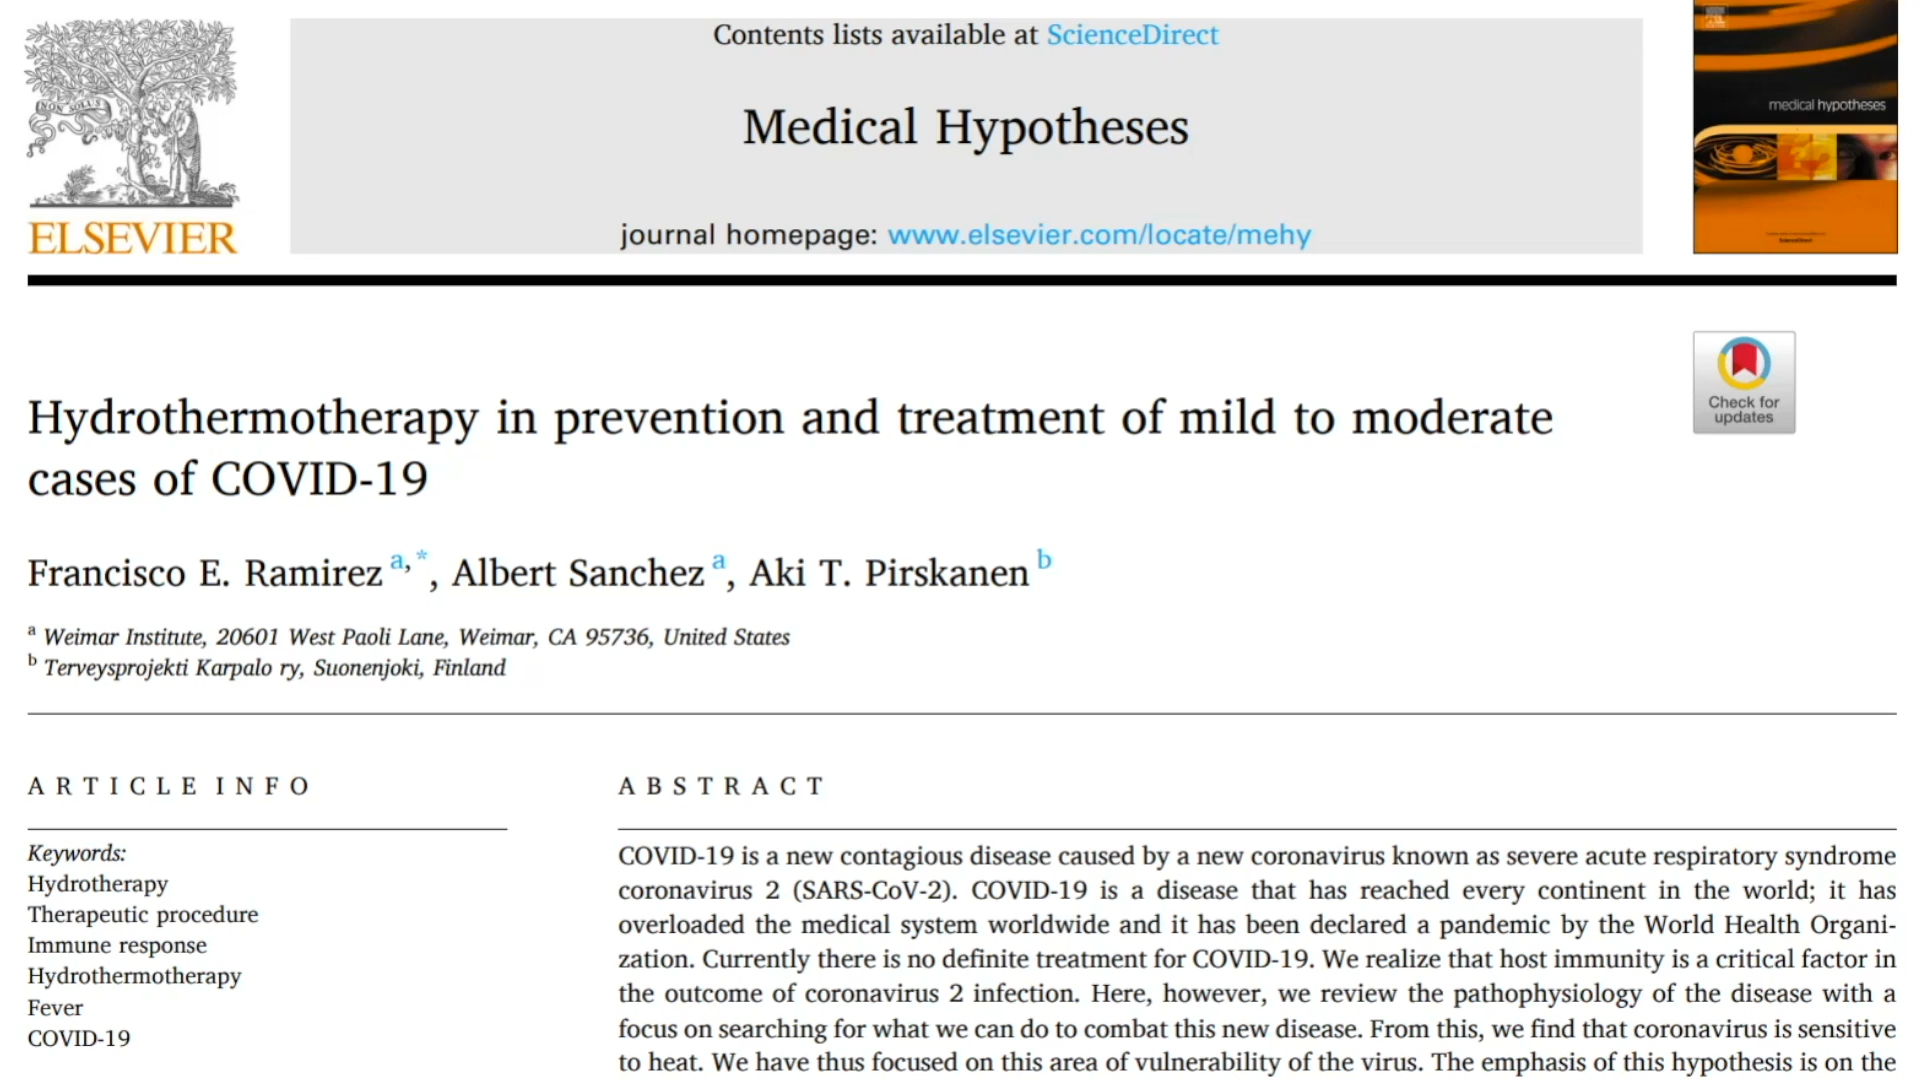 Contents lists available at ScienceDirect
Medical Hypotheses
journal homepage: www.elsevier.com/locate/mehy
NON SOLUS
ELSEVIER
medical hypotheses
ScienceDirect
Check for
updates
Hydrothermotherapy in prevention and treatment of mild to moderate
cases of COVID-19
Francisco E. Ramirez a,*, Albert Sanchez a, Aki T. Pirskanen b
a Weimar Institute, 20601 West Paoli Lane, Weimar, CA 95736, United States
b Terveysprojekti Karpalo ry, Suonenjoki, Finland
ARTICLE INFO
Keywords:
Hydrotherapy
Therapeutic procedure
Immune response
Hydrothermotherapy
Fever
COVID-19
ABSTRACT
COVID-19 is a new contagious disease caused by a new coronavirus known as severe acute respiratory syndrome
coronavirus 2 (SARS-CoV-2). COVID-19 is a disease that has reached every continent in the world; it has
overloaded the medical system worldwide and it has been declared a pandemic by the World Health Organi-
zation. Currently there is no definite treatment for COVID-19. We realize that host immunity is a critical factor in
the outcome of coronavirus 2 infection. Here, however, we review the pathophysiology of the disease with a
focus on searching for what we can do to combat this new disease. From this, we find that coronavirus is sensitive
to heat. We have thus focused on this area of vulnerability of the virus. The emphasis of this hypothesis is on the